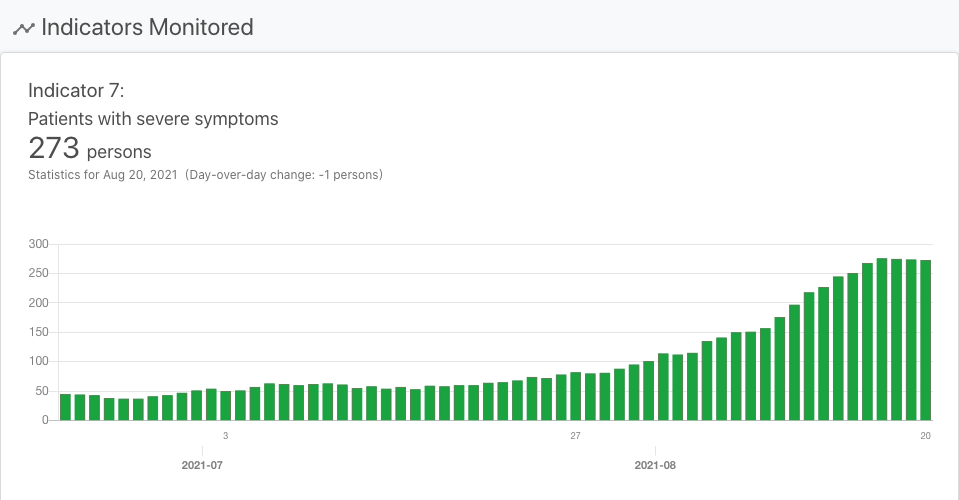 Indicators Monitored
Indicator 7:
Patients with severe symptoms
273 persons
Statistics for Aug 20, 2021 (Day-over-day change: -1 persons)
300
250
200
150
100
50
0
3 27 20
2021-07 2021-08